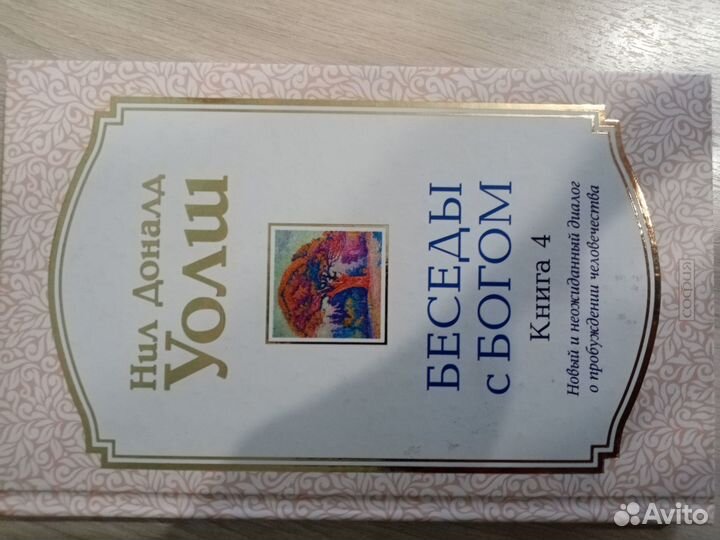 Нил Доналд
Уолш
БЕСЕДЫ
с БОГОМ
Книга 4
Новый и неожиданный диалог
о пробуждении человечества
СОФИЯ
Avito